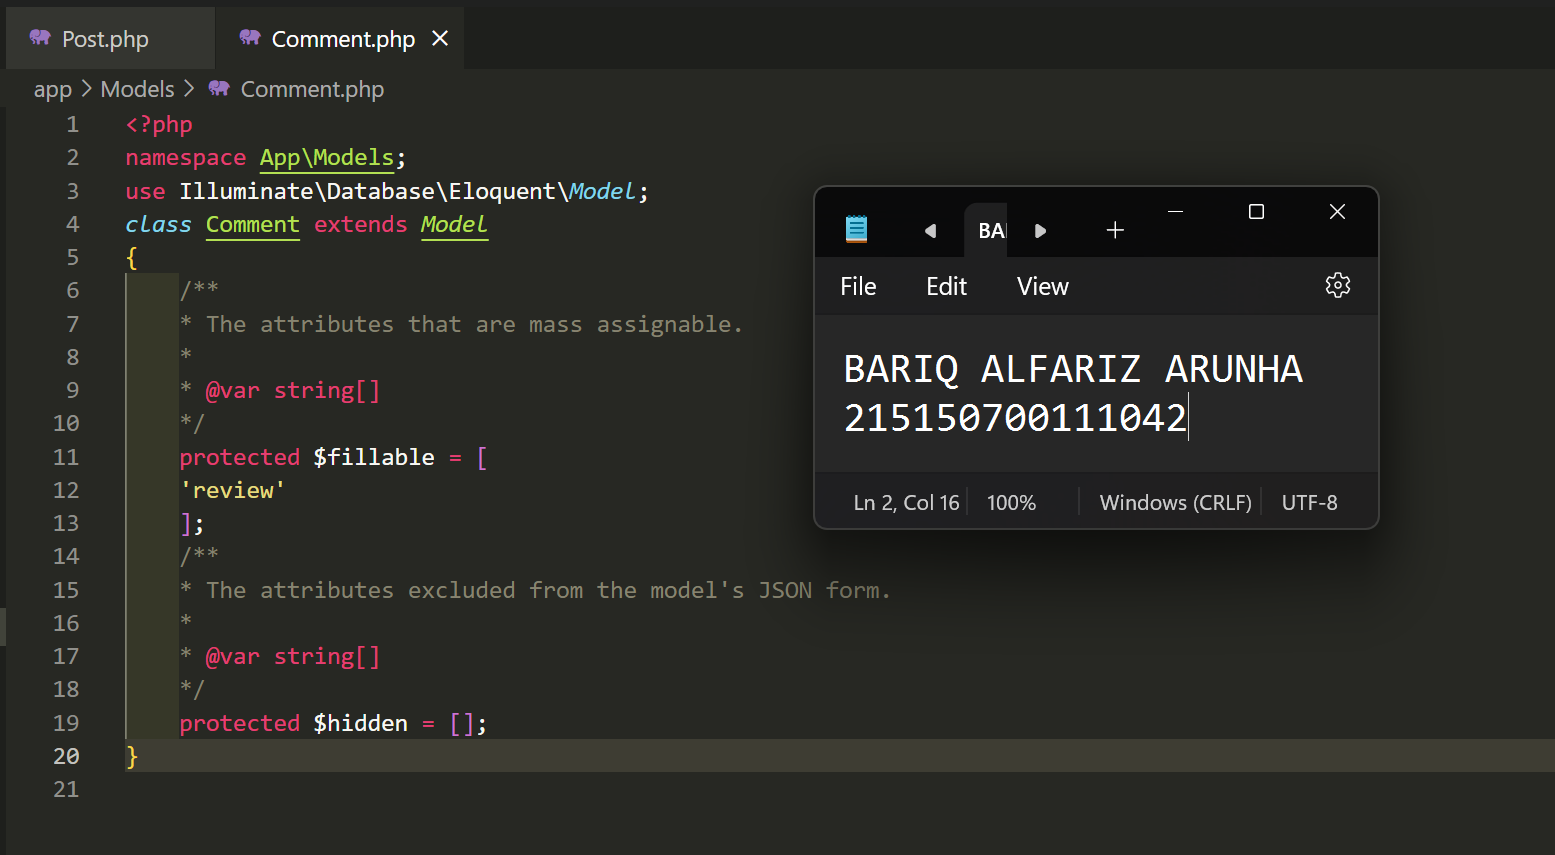 Post.php
Comment.php
app > Models > Comment.php
1 <?php
2 namespace App\Models;
3 use Illuminate\Database\Eloquent\Model;
4 class Comment extends Model
5 {
6 /**
7 * The attributes that are mass assignable.
8 *
9 * @var string[]
10 */
11 protected $fillable = [
12 'review'
13 ];
14 /**
15 * The attributes excluded from the model's JSON form.
16 *
17 * @var string[]
18 */
19 protected $hidden = [];
20 }
21
BA
File Edit View
BARIQ ALFARIZ ARUNHA
215150700111042
Ln 2, Col 16 100% Windows (CRLF) UTF-8